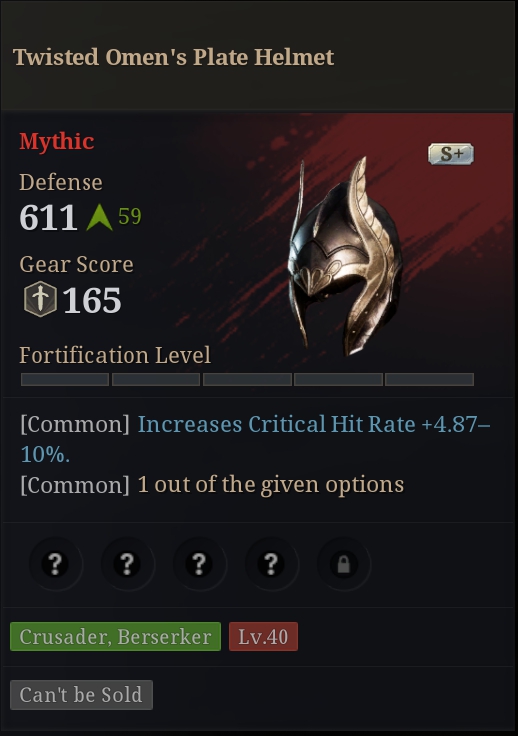 Twisted Omen's Plate Helmet
Mythic
S+
Defense
611 59
Gear Score
165
Fortification Level
[Common] Increases Critical Hit Rate +4.87–
10%.
[Common] 1 out of the given options
? ? ? ?
Crusader, Berserker Lv.40
Can't be Sold